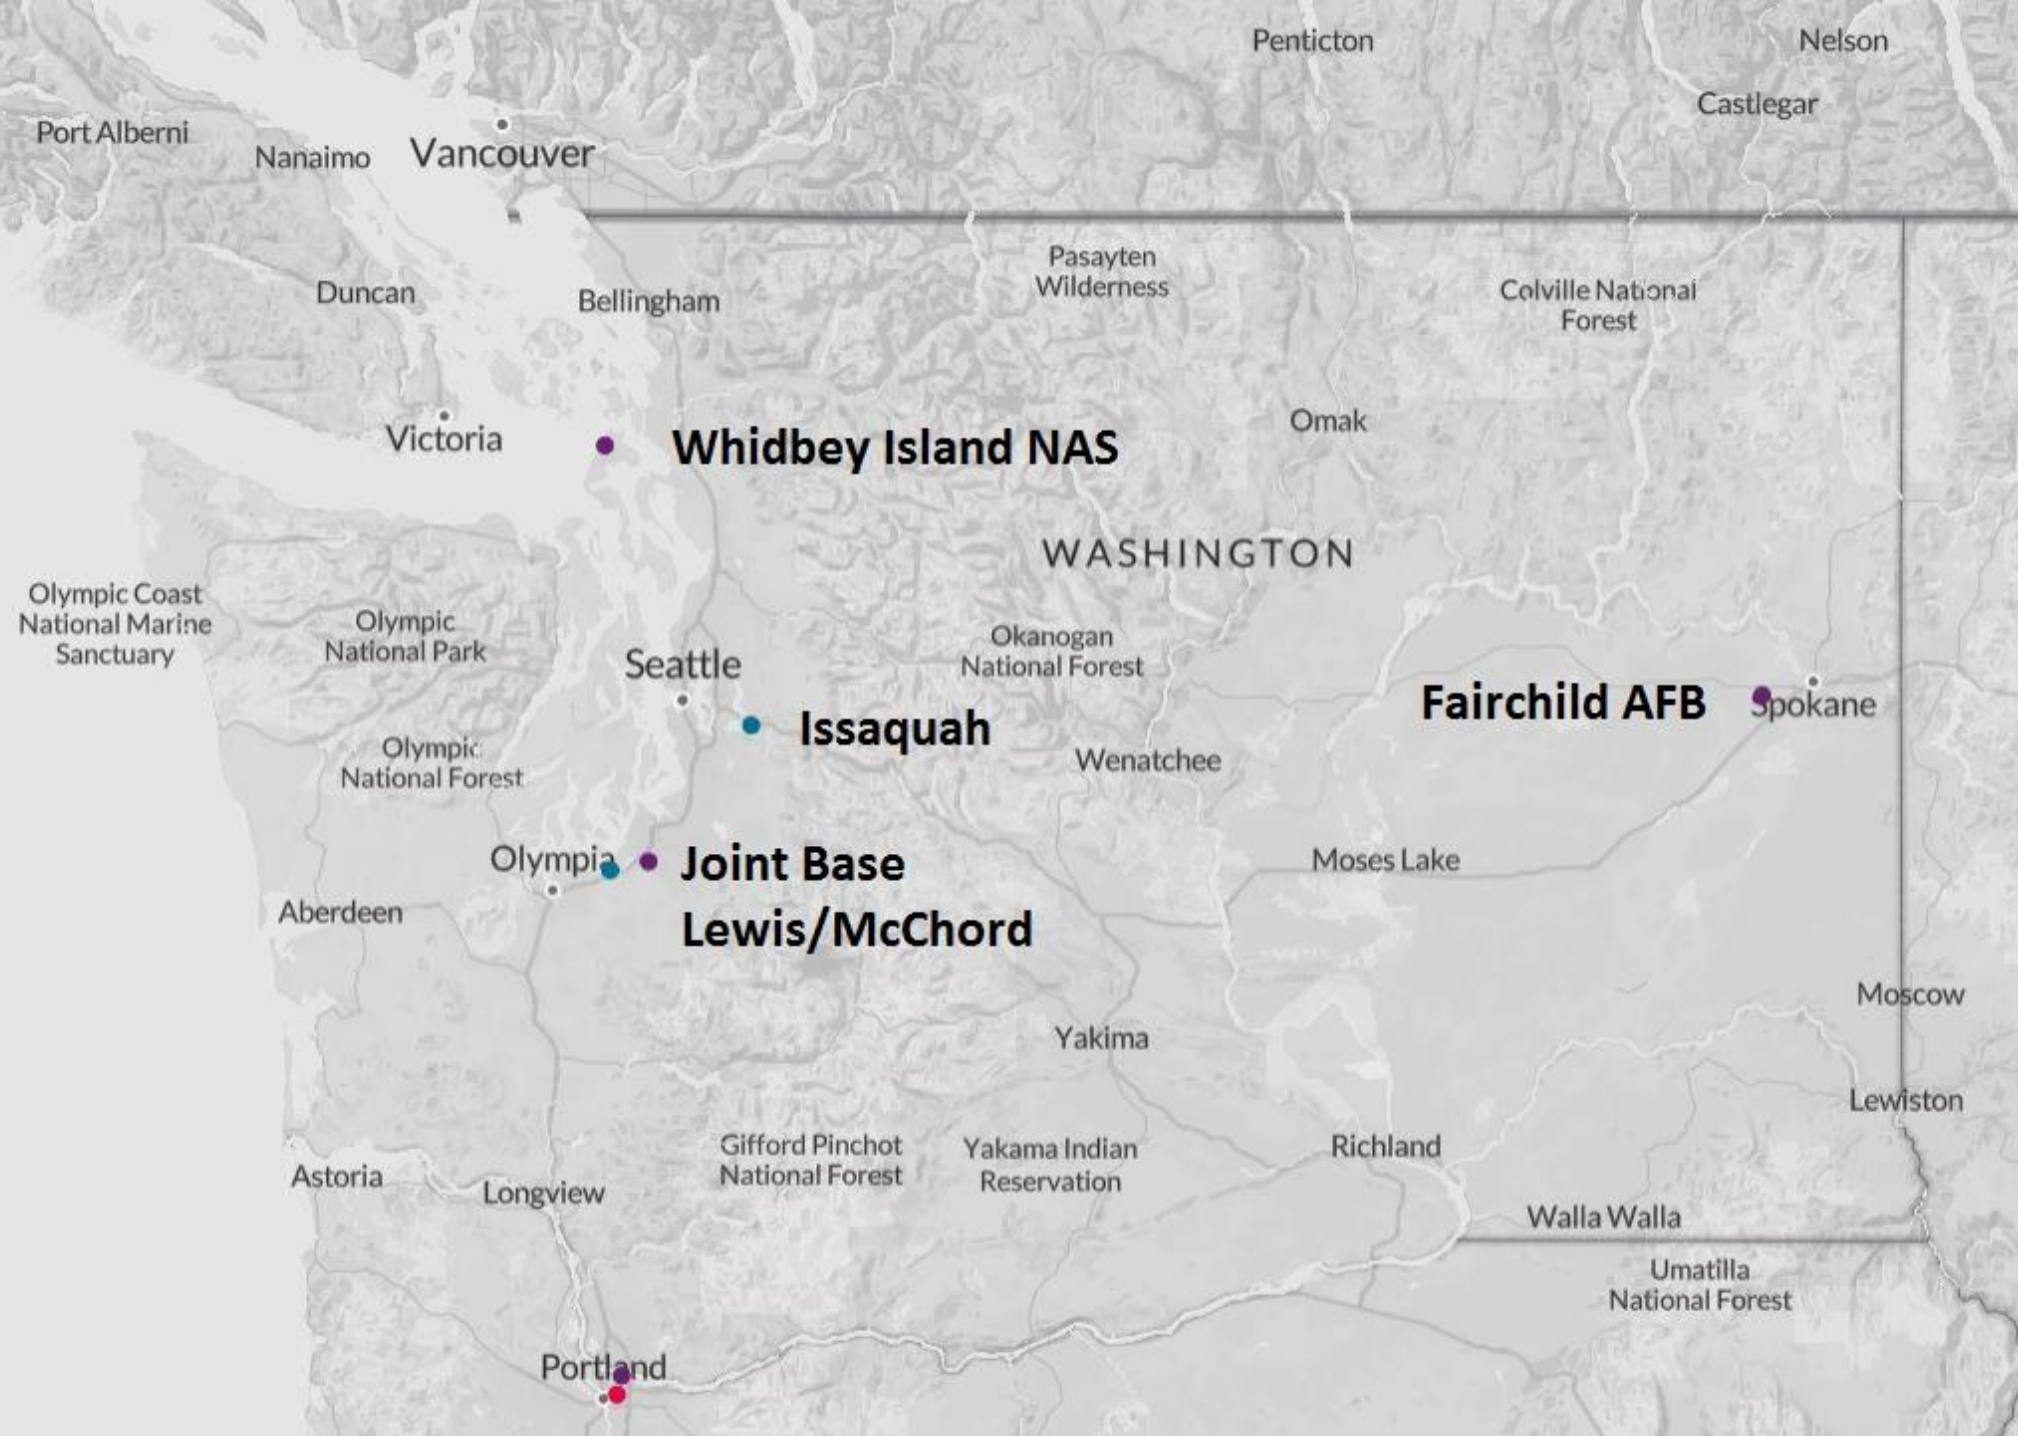 Penticton
Nelson
Castlegar
Port Alberni
Nanaimo
Vancouver
Pasayten
Wilderness
Duncan
Bellingham
Colville National
Forest
Omak
Victoria
Whidbey Island NAS
WASHINGTON
Olympic Coast
National Marine
Sanctuary
Olympic
National Park
Okanogan
National Forest
Seattle
Fairchild AFB
Spokane
Issaquah
Olympic
National Forest
Wenatchee
Olympia
Joint Base
Lewis/McChord
Moses Lake
Aberdeen
Moscow
Yakima
Lewiston
Gifford Pinchot
National Forest
Yakama Indian
Reservation
Richland
Astoria
Longview
Walla Walla
Umatilla
National Forest
Portland